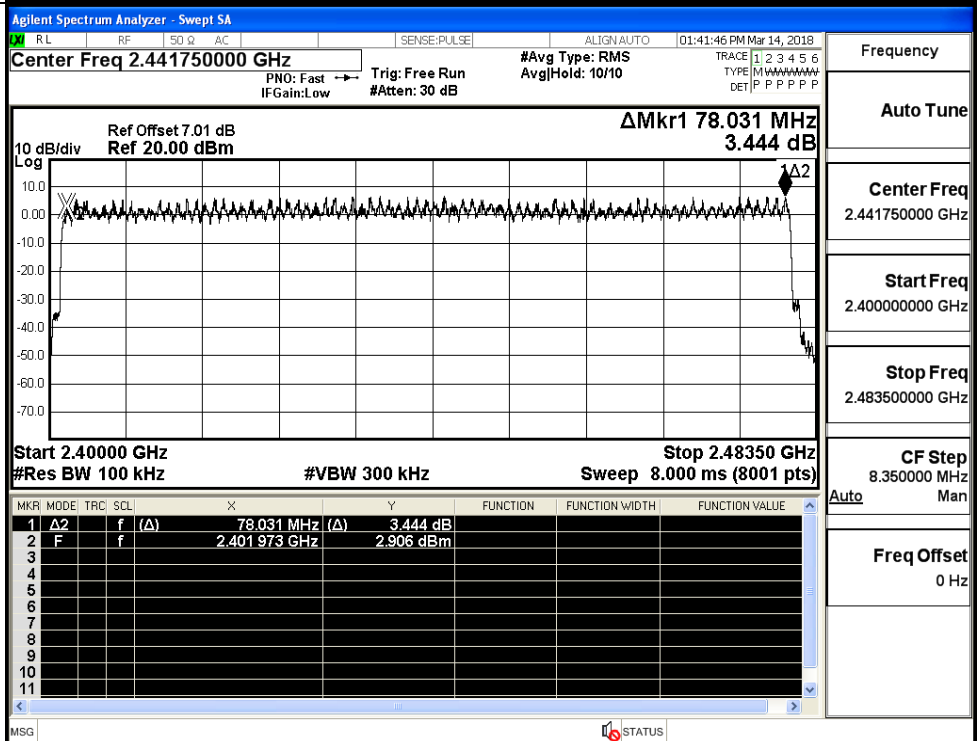 Agilent Spectrum Analyzer - Swept SA
LXI RL RF 50 Ω AC SENSE:PULSE ALIGN AUTO 01:41:46 PM Mar 14, 2018
Center Freq 2.441750000 GHz
PNO: Fast
IFGain:Low
Trig: Free Run
#Atten: 30 dB
#Avg Type: RMS
Avg|Hold: 10/10
TRACE 1 2 3 4 5 6
TYPE M WWWWW
DET P P P P P P
Ref Offset 7.01 dB
10 dB/div Ref 20.00 dBm
Log
ΔMkr1 78.031 MHz
3.444 dB
1Δ2
10.0
0.00
-10.0
-20.0
-30.0
-40.0
-50.0
-60.0
-70.0
Start 2.40000 GHz Stop 2.48350 GHz
#Res BW 100 kHz #VBW 300 kHz Sweep 8.000 ms (8001 pts)
MKR MODE TRC SCL X Y FUNCTION FUNCTION WIDTH FUNCTION VALUE
1 Δ2 f (Δ) 78.031 MHz (Δ) 3.444 dB
2 F f 2.401 973 GHz 2.906 dBm
3
4
5
6
7
8
9
10
11
MSG STATUS
Frequency
Auto Tune
Center Freq
2.441750000 GHz
Start Freq
2.400000000 GHz
Stop Freq
2.483500000 GHz
CF Step
8.350000 MHz
Auto Man
Freq Offset
0 Hz